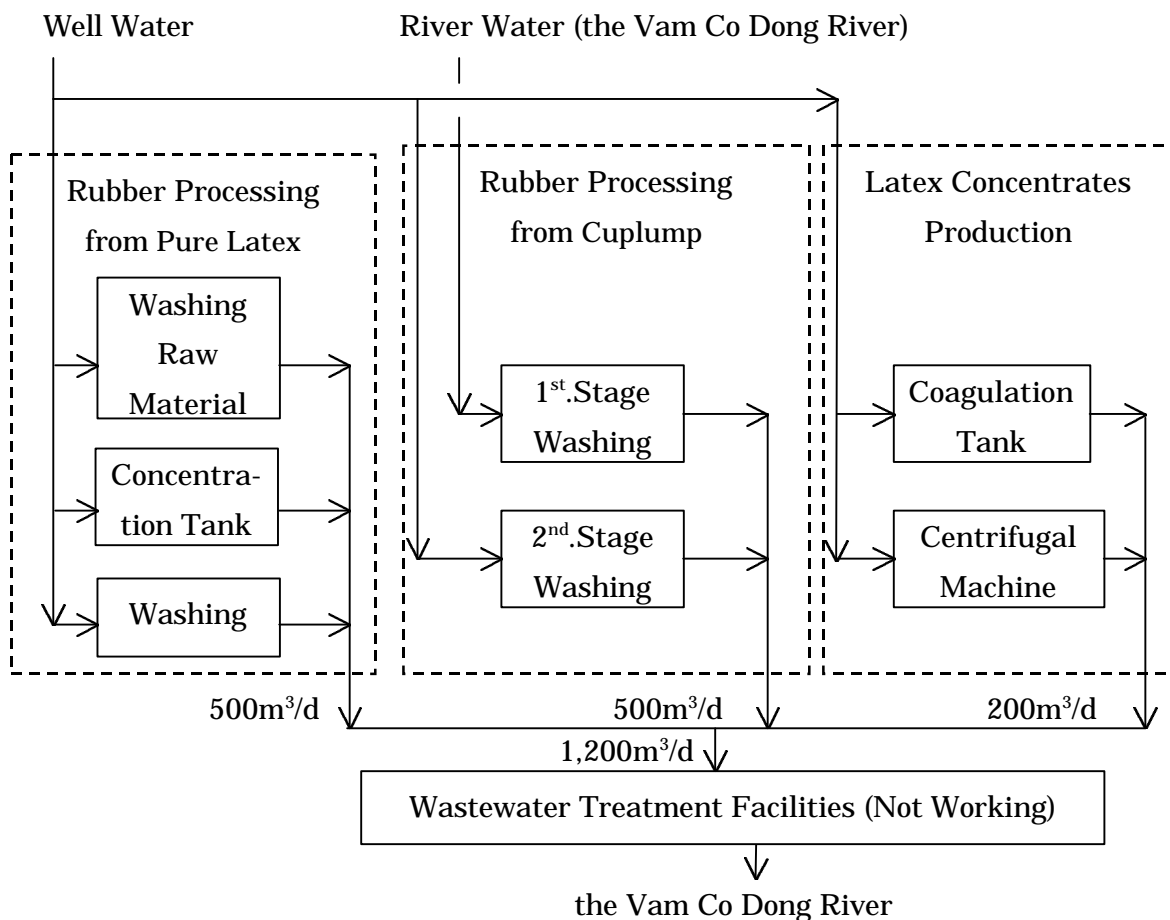 Well Water
River Water (the Vam Co Dong River)
Rubber Processing
from Pure Latex
Washing
Raw
Material
Concentra-
tion Tank
Washing
Rubber Processing
from Cuplump
1st.Stage
Washing
2nd.Stage
Washing
Latex Concentrates
Production
Coagulation
Tank
Centrifugal
Machine
500m³/d
500m³/d
200m³/d
1,200m³/d
Wastewater Treatment Facilities (Not Working)
the Vam Co Dong River